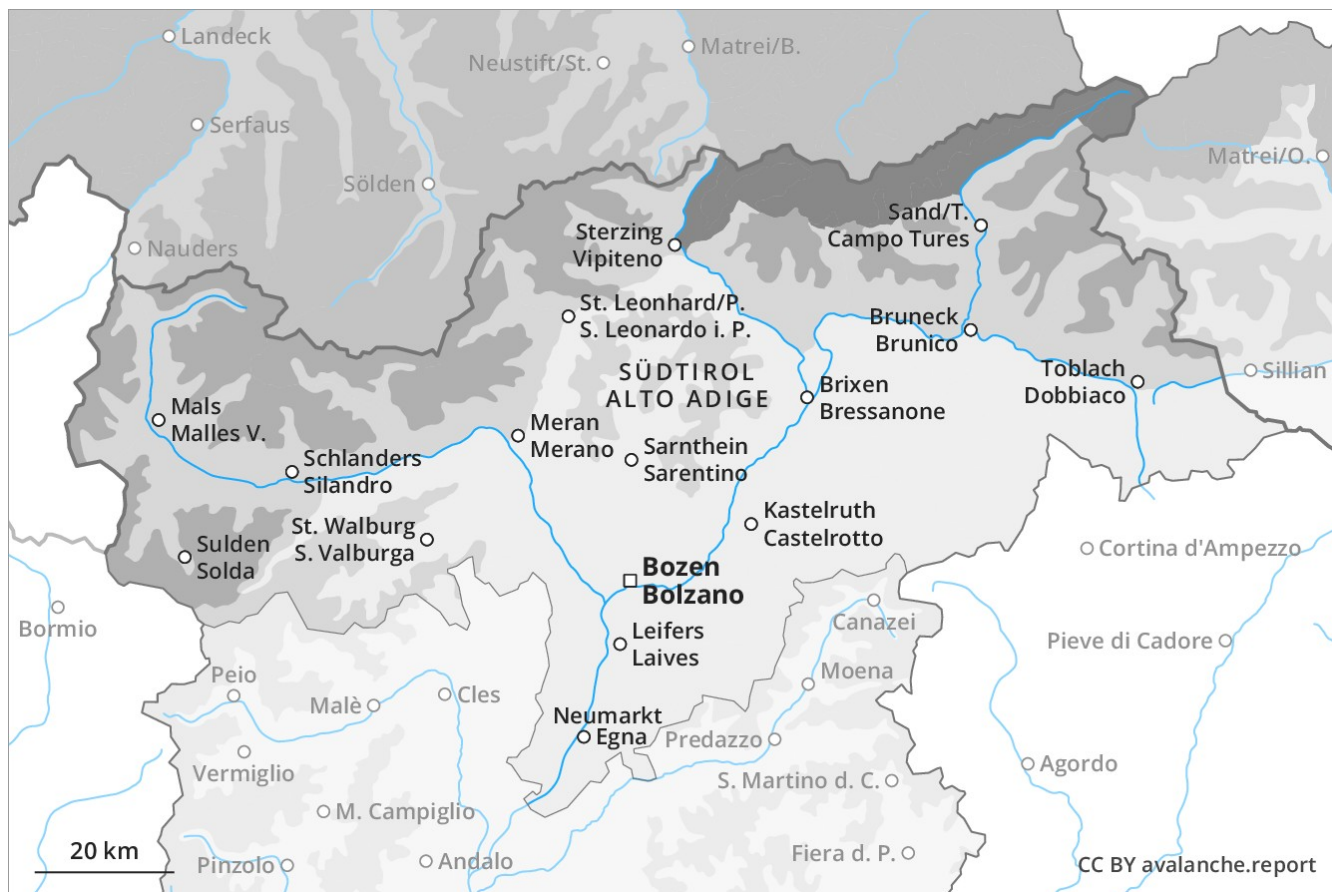 Landeck
Matrei/B.
Neustift/St.
Serfaus
Matrei/O.
Sölden
Sand/T.
Campo Tures
Nauders
Sterzing
Vipiteno
St. Leonhard/P.
S. Leonardo i. P.
Bruneck
Brunico
SÜDTIROL
ALTO ADIGE
Toblach
Dobbiaco
Sillian
Brixen
Bressanone
Mals
Malles V.
Meran
Merano
Sarnthein
Sarentino
Schlanders
Silandro
Kastelruth
Castelrotto
St. Walburg
S. Valburga
Sulden
Solda
Cortina d'Ampezzo
Bozen
Bolzano
Bormio
Canazei
Leifers
Laives
Pieve di Cadore
Peio
Moena
Malè
Cles
Neumarkt
Egna
Predazzo
Vermiglio
Agordo
S. Martino d. C.
M. Campiglio
20 km
Pinzolo
Andalo
Fiera d. P.
CC BY avalanche.report